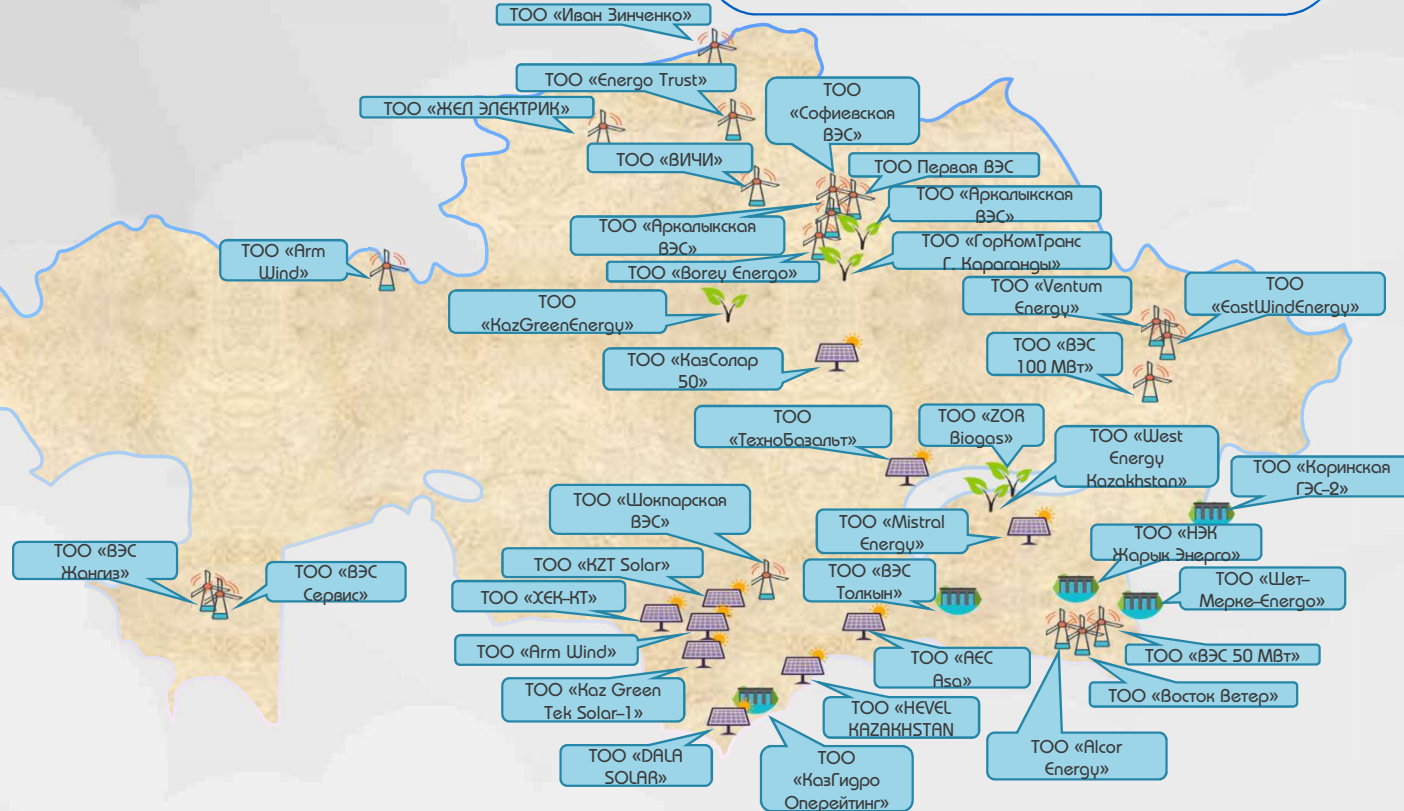 ТОО «Иван Зинченко»
ТОО «Energo Trust»
ТОО «ЖЕЛ ЭЛЕКТРИК»
ТОО
«Софиевская
ВЭС»
ТОО «ВИЧИ»
ТОО Первая ВЭС
ТОО «Аркалыкская
ВЭС»
ТОО «Аркалыкская
ВЭС»
ТОО «ГорКомТранс
Г. Караганды»
ТОО «Borey Energo»
ТОО «Arm
Wind»
ТОО
«KazGreenEnergy»
ТОО «Ventum
Energy»
ТОО
«EastWindEnergy»
ТОО «КазСолар
50»
ТОО «ВЭС
100 МВт»
ТОО
«ТехноБазальт»
ТОО «ZOR
Biogas»
ТОО «West
Energy
Kazakhstan»
ТОО «Коринская
ГЭС-2»
ТОО «Шокпарская
ВЭС»
ТОО «Mistral
Energy»
ТОО «НЭК
Жарык Энерго»
ТОО «ВЭС
Жангиз»
ТОО «ВЭС
Сервис»
ТОО «KZT Solar»
ТОО «ХЕК-КТ»
ТОО «ВЭС
Толкын»
ТОО «Шет-
Мерке-Energo»
ТОО «Arm Wind»
ТОО «АЕС
Asa»
ТОО «ВЭС 50 МВт»
ТОО «Kaz Green
Tek Solar-1»
ТОО «HEVEL
KAZAKHSTAN
ТОО «Восток Ветер»
ТОО «DALA
SOLAR»
ТОО
«КазГидро
Оперейтинг»
ТОО «Alcor
Energy»